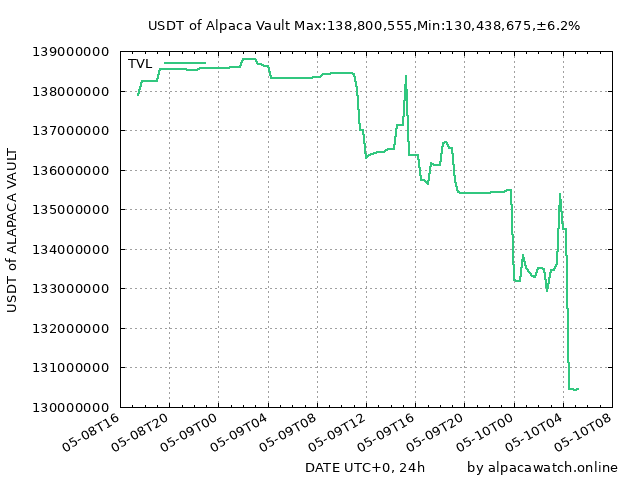 USDT of Alpaca Vault Max:138,800,555,Min:130,438,675,±6.2%
TVL
139000000
138000000
137000000
136000000
135000000
134000000
133000000
132000000
131000000
130000000
USDT of ALAPACA VAULT
05-08T16
05-08T20
05-09T00
05-09T04
05-09T08
05-09T12
05-09T16
05-09T20
05-10T00
05-10T04
05-10T08
DATE UTC+0, 24h
by alpacawatch.online